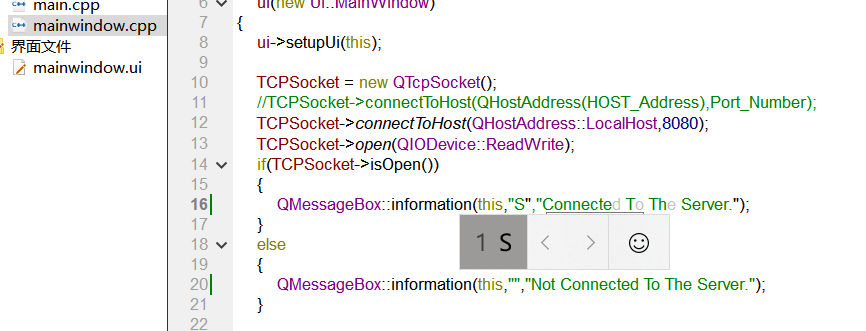 main.cpp
mainwindow.cpp
界面文件
mainwindow.ui
6 ui(new Ui::MainWindow)
7 {
8 ui->setupUi(this);
9
10 TCPSocket = new QTcpSocket();
11 //TCPSocket->connectToHost(QHostAddress(HOST_Address),Port_Number);
12 TCPSocket->connectToHost(QHostAddress::LocalHost,8080);
13 TCPSocket->open(QIODevice::ReadWrite);
14 if(TCPSocket->isOpen())
15 {
16 QMessageBox::information(this,"S","Connected To The Server.");
17 }
18 else
19 {
20 QMessageBox::information(this,"","Not Connected To The Server.");
21 }
22
1 S